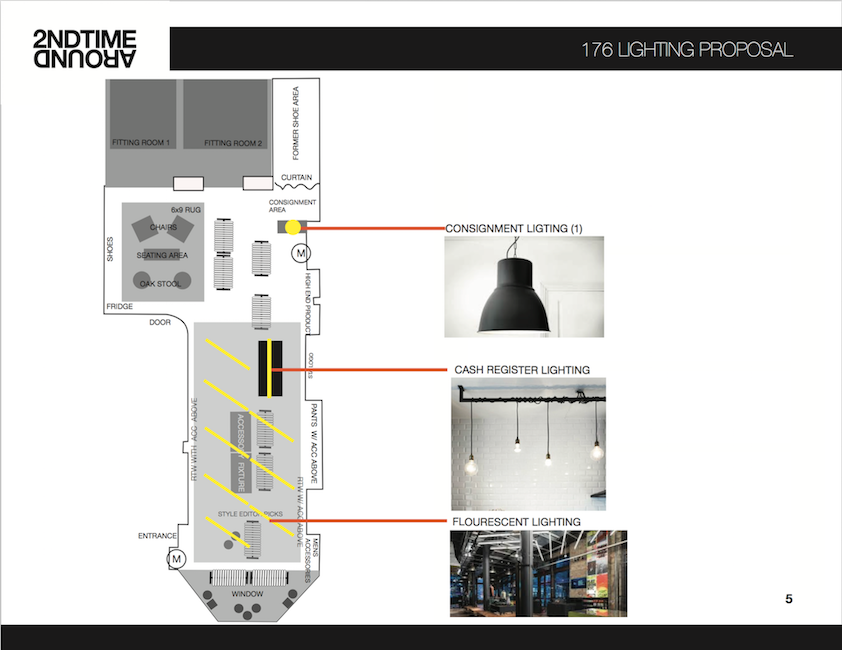 2NDTIME
AROUND
176 LIGHTING PROPOSAL
FITTING ROOM 1
FITTING ROOM 2
FORMER SHOE AREA
CURTAIN
CONSIGNMENT
AREA
6x9 RUG
CHAIRS
SEATING AREA
OAK STOOL
SHOES
FRIDGE
DOOR
M
HIGH END PRODUCT
CONSIGNMENT LIGTING (1)
CASH REGISTER LIGHTING
RTW WITH ACC ABOVE
ACCESSORY FIXTURE
PANTS W/ ACC ABOVE
RTW W/ ACC ABOVE
STYLE EDITOR PICKS
FLOURESCENT LIGHTING
ENTRANCE
M
MENS
ACCESSORIES
WINDOW
5